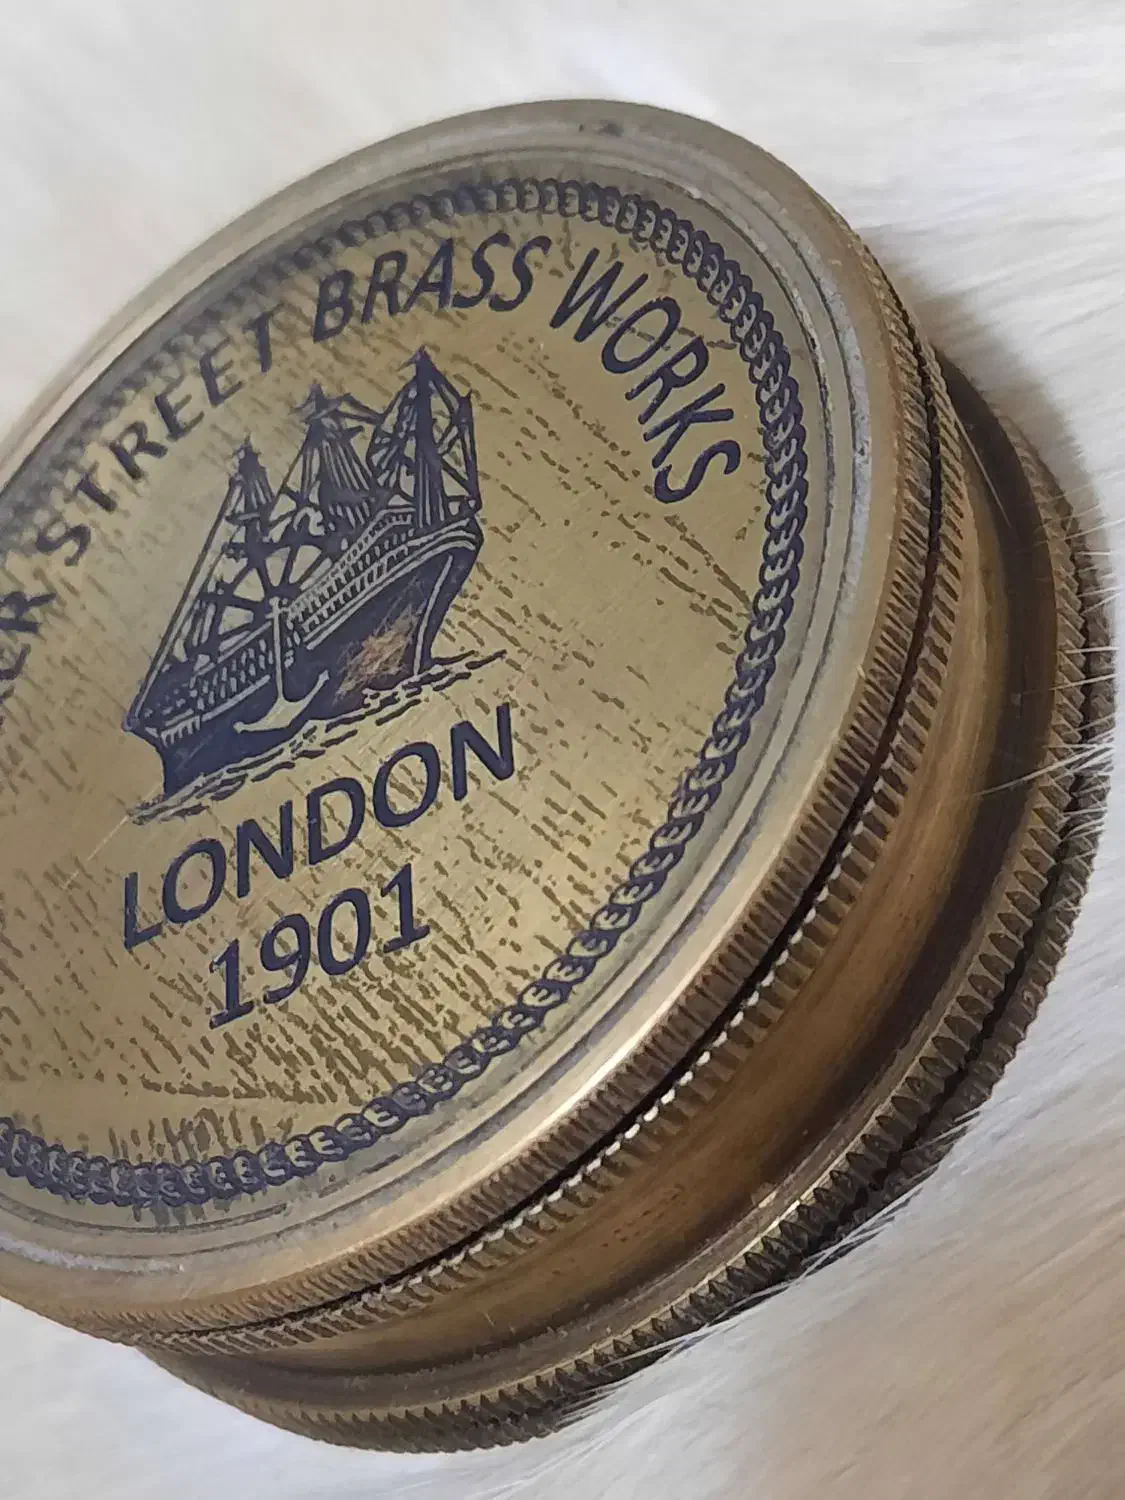 STREET BRASS WORKS
LONDON
1901